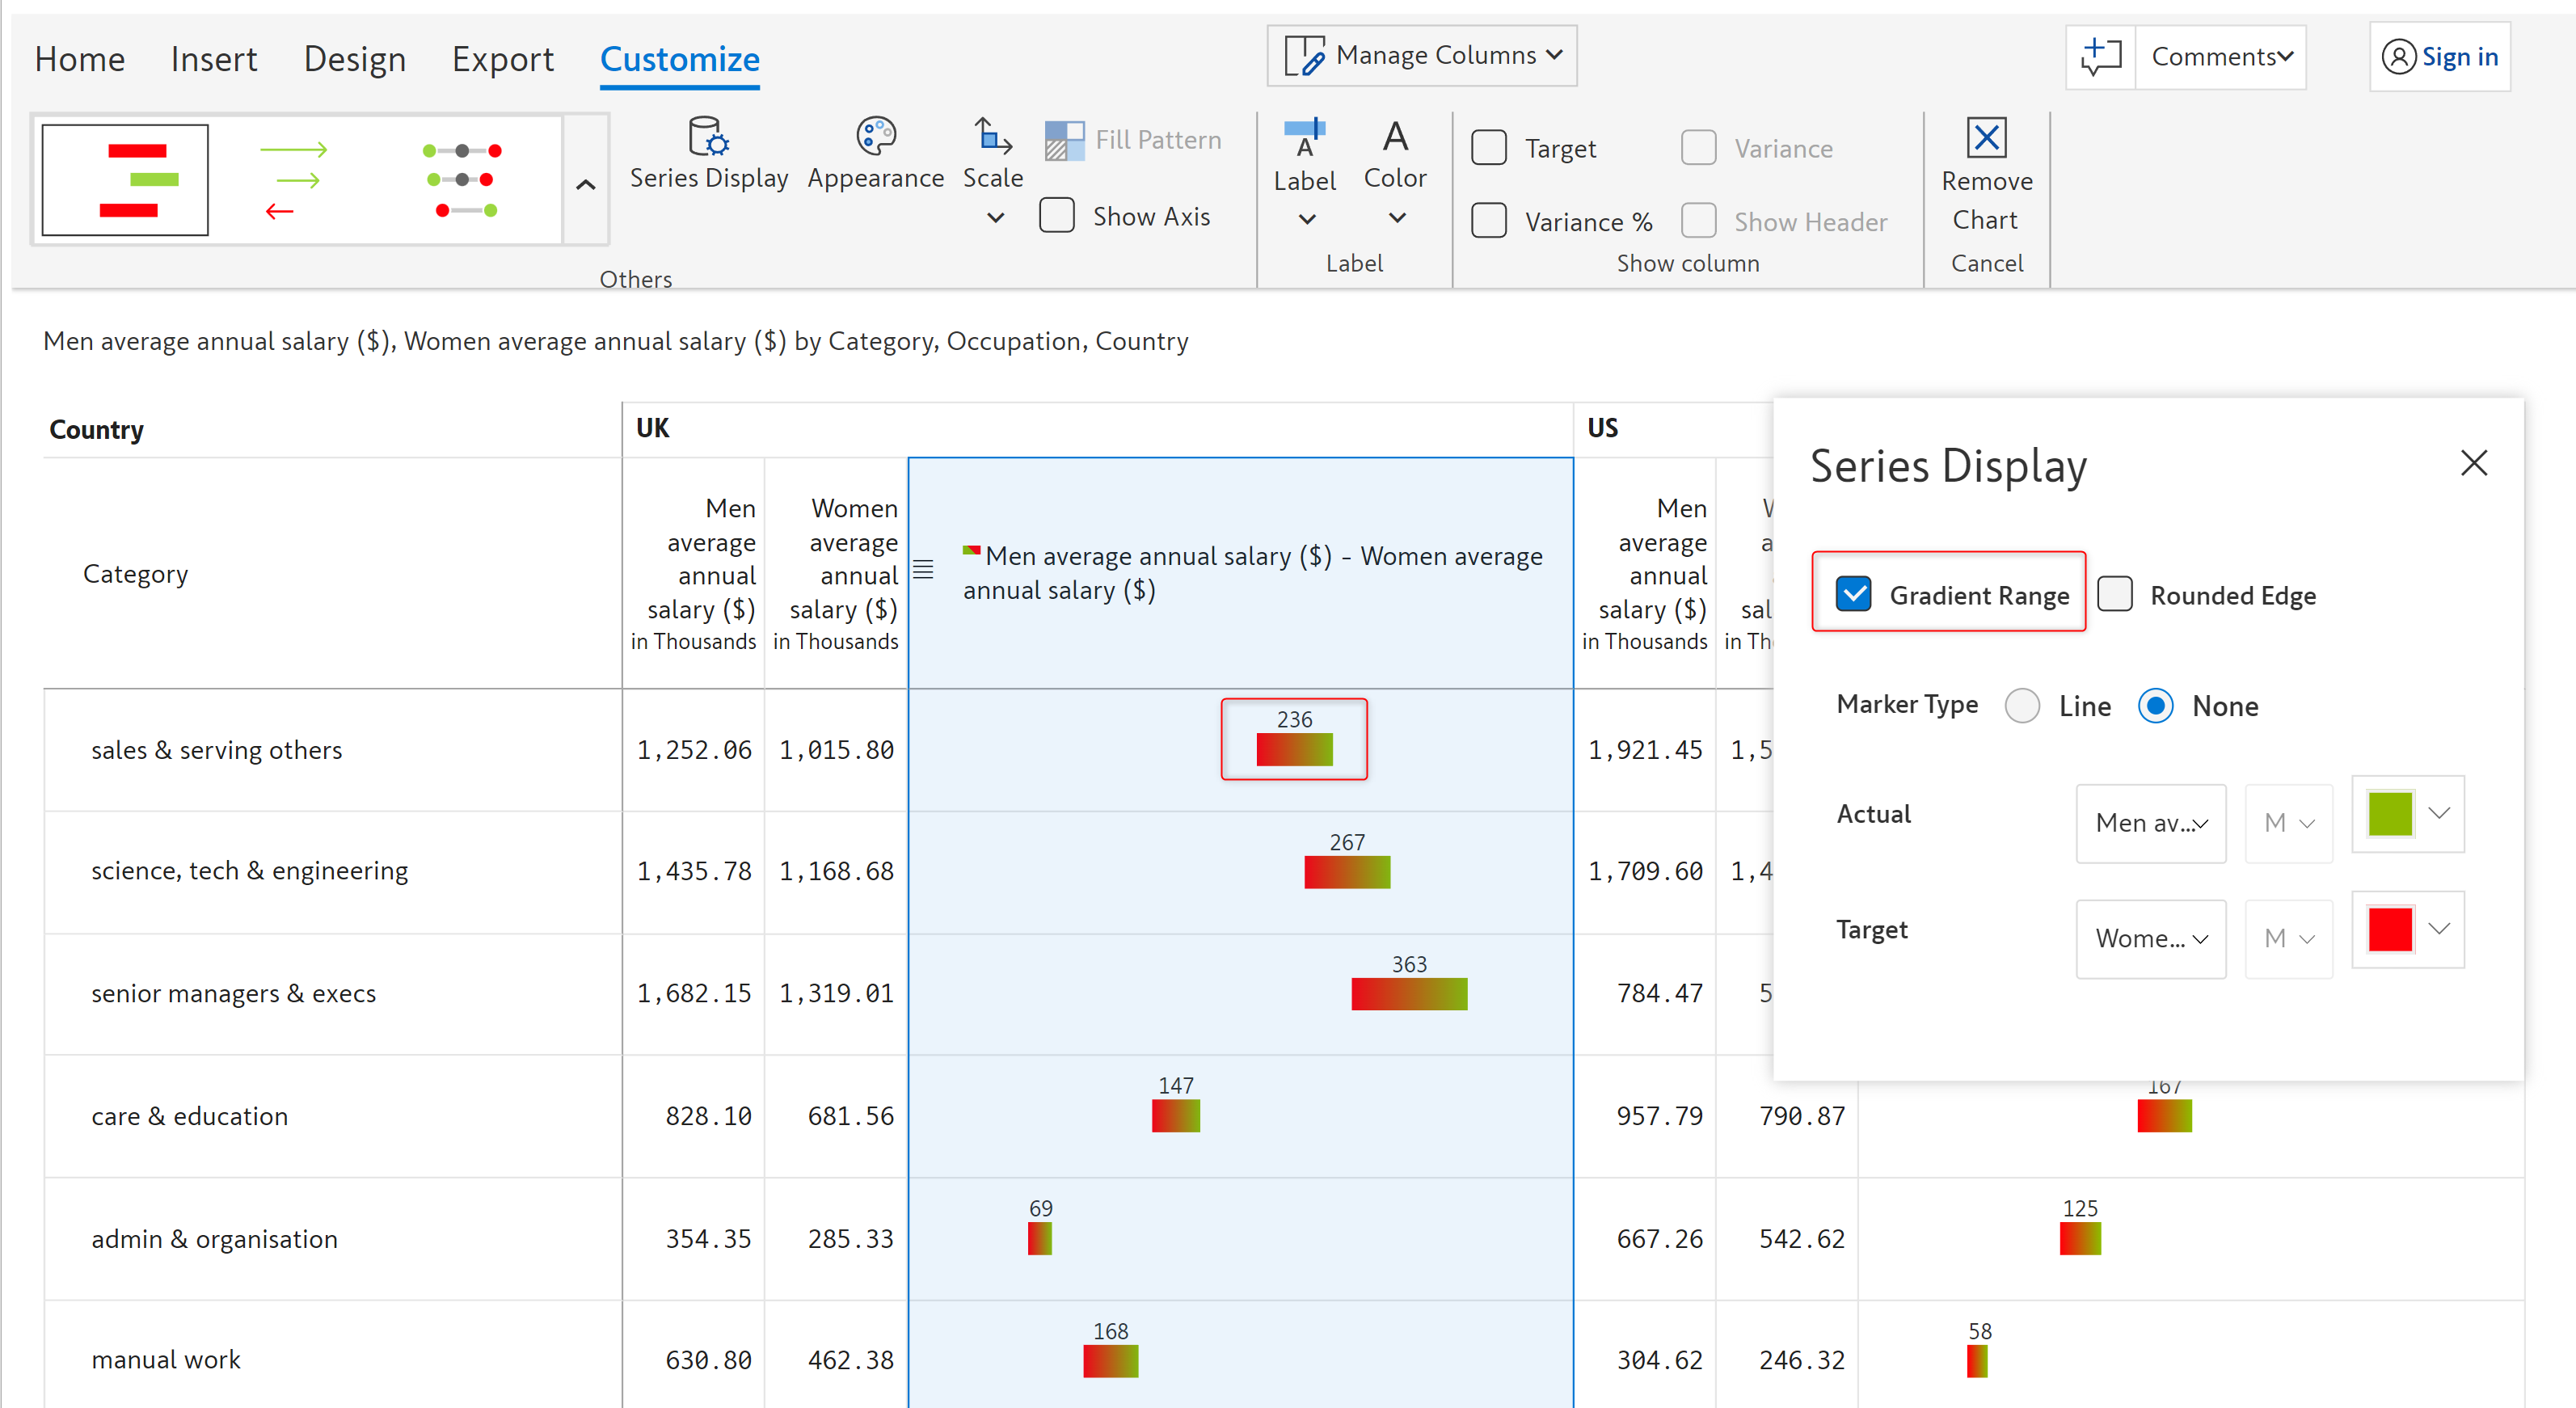 Home Insert Design Export Customize
Manage Columns
Comments
Sign in
Series Display
Appearance
Scale
Fill Pattern
Show Axis
Others
A
Label
Label
A
Color
Target
Variance
Variance %
Show Header
Show column
Remove
Chart
Cancel
Men average annual salary ($), Women average annual salary ($) by Category, Occupation, Country
Country UK US
Category
Men
average
annual
salary ($)
in Thousands
Women
average
annual
salary ($)
in Thousands
Men average annual salary ($) - Women average
annual salary ($)
Men
average
annual
salary ($)
in Thousands
sales & serving others 1,252.06 1,015.80 236 1,921.45 1,5
science, tech & engineering 1,435.78 1,168.68 267 1,709.60 1,4
senior managers & execs 1,682.15 1,319.01 363 784.47 5
care & education 828.10 681.56 147 957.79 790.87 167
admin & organisation 354.35 285.33 69 667.26 542.62 125
manual work 630.80 462.38 168 304.62 246.32 58
Series Display
Gradient Range
Rounded Edge
Marker Type Line None
Actual Men av... M
Target Wome... M